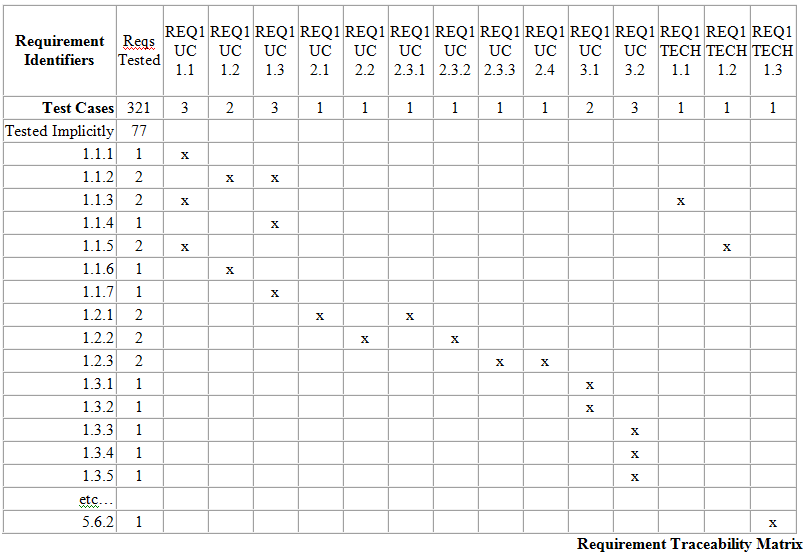 Requirement Identifiers Reqs Tested REQ1 UC 1.1 REQ1 UC 1.2 REQ1 UC 1.3 REQ1 UC 2.1 REQ1 UC 2.2 REQ1 UC 2.3.1 REQ1 UC 2.3.2 REQ1 UC 2.3.3 REQ1 UC 2.4 REQ1 UC 3.1 REQ1 UC 3.2 REQ1 TECH 1.1 REQ1 TECH 1.2 REQ1 TECH 1.3
Test Cases 321 3 2 3 1 1 1 1 1 1 2 3 1 1 1
Tested Implicitly 77
1.1.1 1 x
1.1.2 2 x x
1.1.3 2 x x
1.1.4 1 x
1.1.5 2 x x
1.1.6 1 x
1.1.7 1 x
1.2.1 2 x x
1.2.2 2 x x
1.2.3 2 x x
1.3.1 1 x
1.3.2 1 x
1.3.3 1 x
1.3.4 1 x
1.3.5 1 x
etc...
5.6.2 1 x
Requirement Traceability Matrix